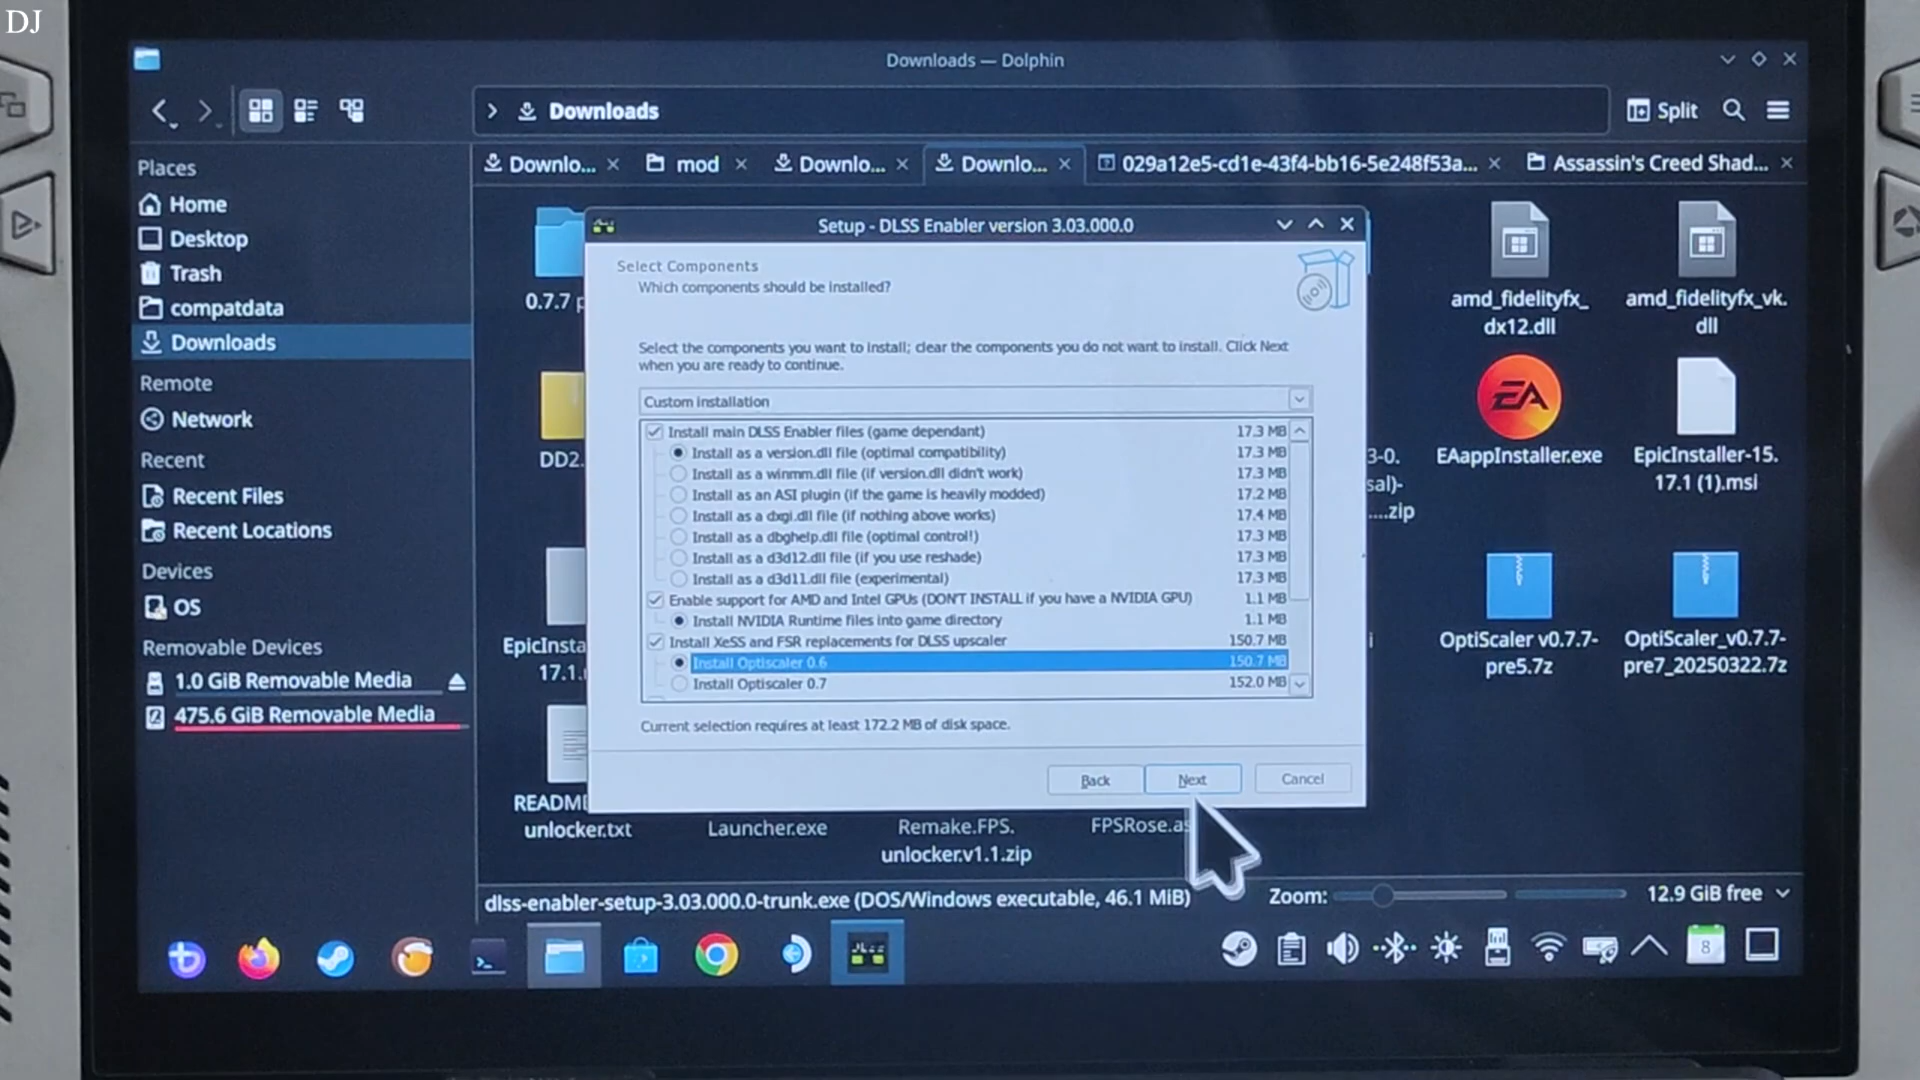 DJ
Downloads — Dolphin
Downloads
Split
Places
Home
Desktop
Trash
compatdata
Downloads
Remote
Network
Recent
Recent Files
Recent Locations
Devices
OS
Removable Devices
1.0 GiB Removable Media
475.6 GiB Removable Media
Downlo...
mod
Downlo...
Downlo...
029a12e5-cd1e-43f4-bb16-5e248f53a...
Assassin's Creed Shad...
0.7.7
DD2.
EpicInsta
17.1.
READM
unlocker.txt
Launcher.exe
Remake.FPS.
unlocker.v1.1.zip
FPSRose.as
3-0.
sal)-
....zip
amd_fidelityfx_
dx12.dll
amd_fidelityfx_vk.
dll
EAappInstaller.exe
EpicInstaller-15.
17.1 (1).msi
OptiScaler v0.7.7-
pre5.7z
OptiScaler_v0.7.7-
pre7_20250322.7z
Setup - DLSS Enabler version 3.03.000.0
Select Components
Which components should be installed?
Select the components you want to install; clear the components you do not want to install. Click Next
when you are ready to continue.
Custom installation
Install main DLSS Enabler files (game dependant) 17.3 MB
Install as a version.dll file (optimal compatibility) 17.3 MB
Install as a winmm.dll file (if version.dll didn't work) 17.3 MB
Install as an ASI plugin (if the game is heavily modded) 17.2 MB
Install as a dxgi.dll file (if nothing above works) 17.4 MB
Install as a dbghelp.dll file (optimal control!) 17.3 MB
Install as a d3d12.dll file (if you use reshade) 17.3 MB
Install as a d3d11.dll file (experimental) 17.3 MB
Enable support for AMD and Intel GPUs (DON'T INSTALL if you have a NVIDIA GPU) 1.1 MB
Install NVIDIA Runtime files into game directory 1.1 MB
Install XeSS and FSR replacements for DLSS upscaler 150.7 MB
Install Optiscaler 0.6 150.7 MB
Install Optiscaler 0.7 152.0 MB
Current selection requires at least 172.2 MB of disk space.
Back
Next
Cancel
dlss-enabler-setup-3.03.000.0-trunk.exe (DOS/Windows executable, 46.1 MiB)
Zoom:
12.9 GiB free
8